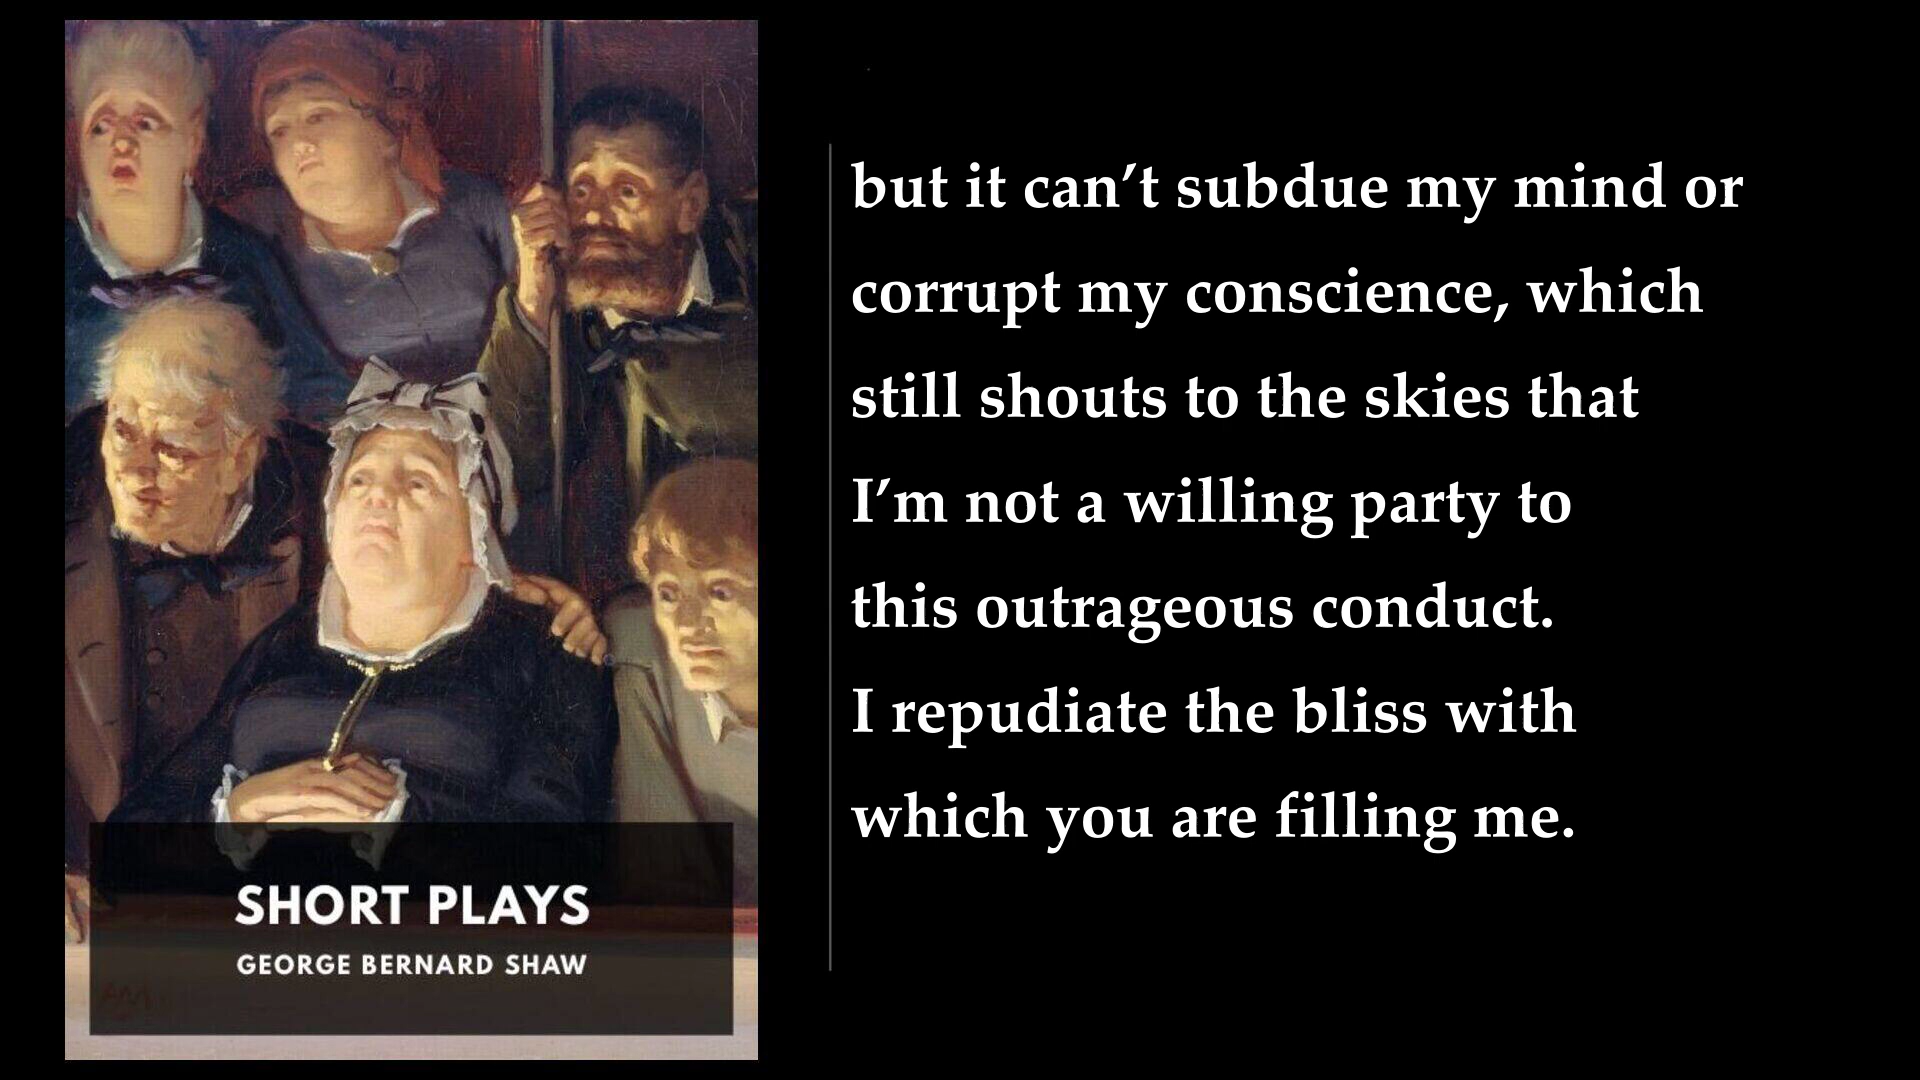 but it can’t subdue my mind or
corrupt my conscience, which
still shouts to the skies that
I’m not a willing party to
this outrageous conduct.
I repudiate the bliss with
which you are filling me.
SHORT PLAYS
GEORGE BERNARD SHAW